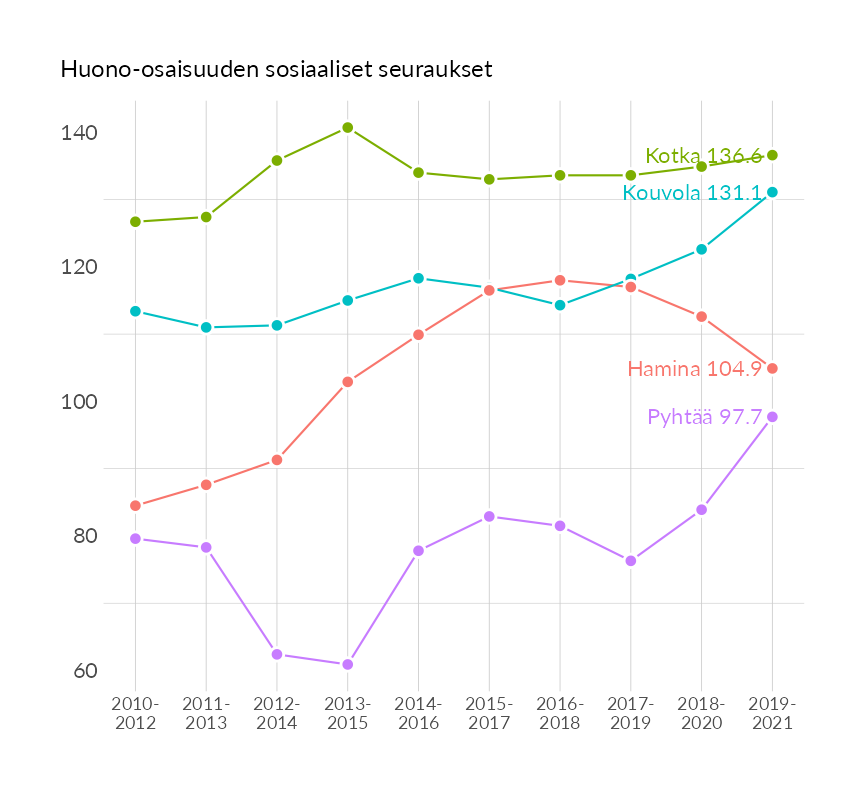 Huono-osaisuuden sosiaaliset seuraukset
140
Kotka 136.6
Kouvola 131.1
120
Hamina 104.9
100
Pyhtää 97.7
80
60
2010- 2011- 2012- 2013- 2014- 2015- 2016- 2017- 2018- 2019-
2012 2013 2014 2015 2016 2017 2018 2019 2020 2021